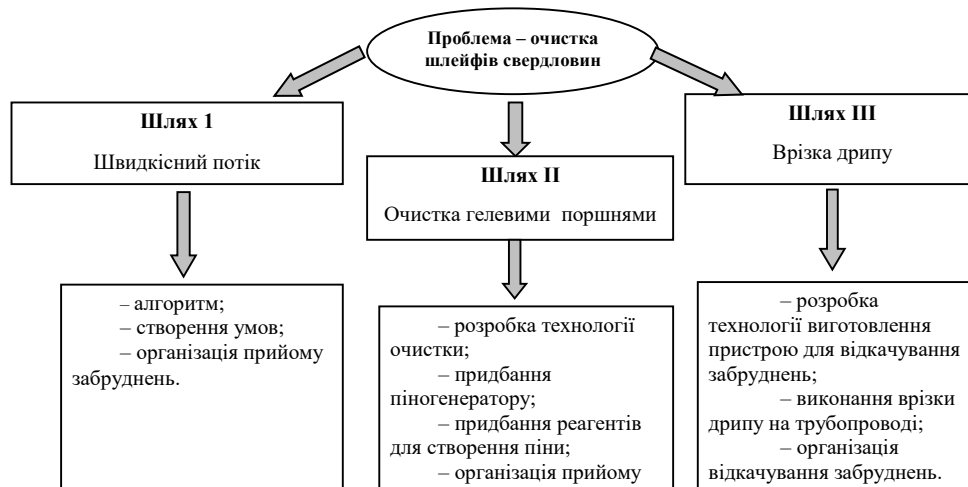 Проблема – очистка
шлейфів свердловин
Шлях 1
Швидкісний потік
Шлях ІІ
Очистка гелевими поршнями
Шлях ІІІ
Врізка дрипу
– алгоритм;
– створення умов;
– організація прийому
забруднень.
– розробка технології
очистки;
– придбання
піногенератору;
– придбання реагентів
для створення піни;
– організація прийому
– розробка
технології виготовлення
пристрою для відкачування
забруднень;
– виконання врізки
дрипу на трубопроводі;
– організація
відкачування забруднень.